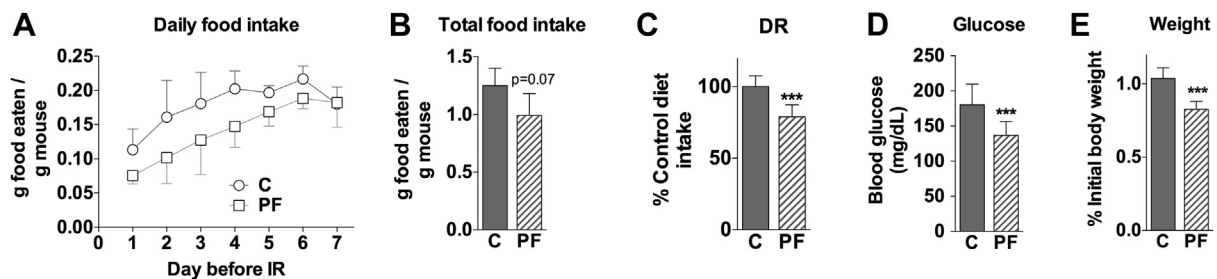 A
Daily food intake
g food eaten /
g mouse
0.25
0.20
0.15
0.10
0.05
0.00
C
PF
0 1 2 3 4 5 6 7
Day before IR
B
Total food intake
g food eaten /
g mouse
1.5
1.0
0.5
0.0
p=0.07
C PF
C
DR
% Control diet
intake
100
50
0
***
C PF
D
Glucose
Blood glucose
(mg/dL)
250
200
150
100
50
0
***
C PF
E
Weight
% Initial body weight
1.0
0.5
0.0
***
C PF